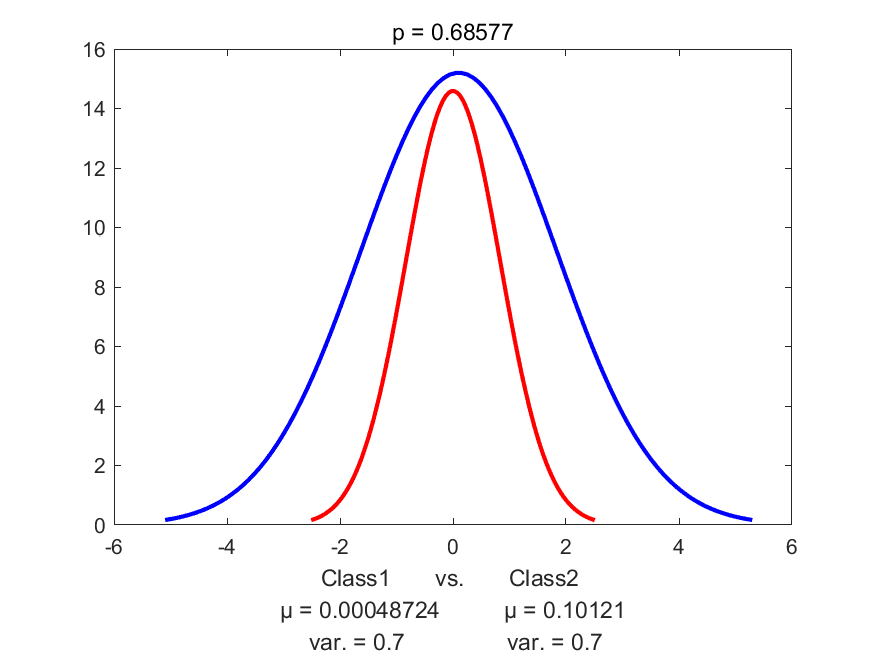 p = 0.68577
16
14
12
10
8
6
4
2
0
-6 -4 -2 0 2 4 6
Class1 vs. Class2
μ = 0.00048724 μ = 0.10121
var. = 0.7 var. = 0.7